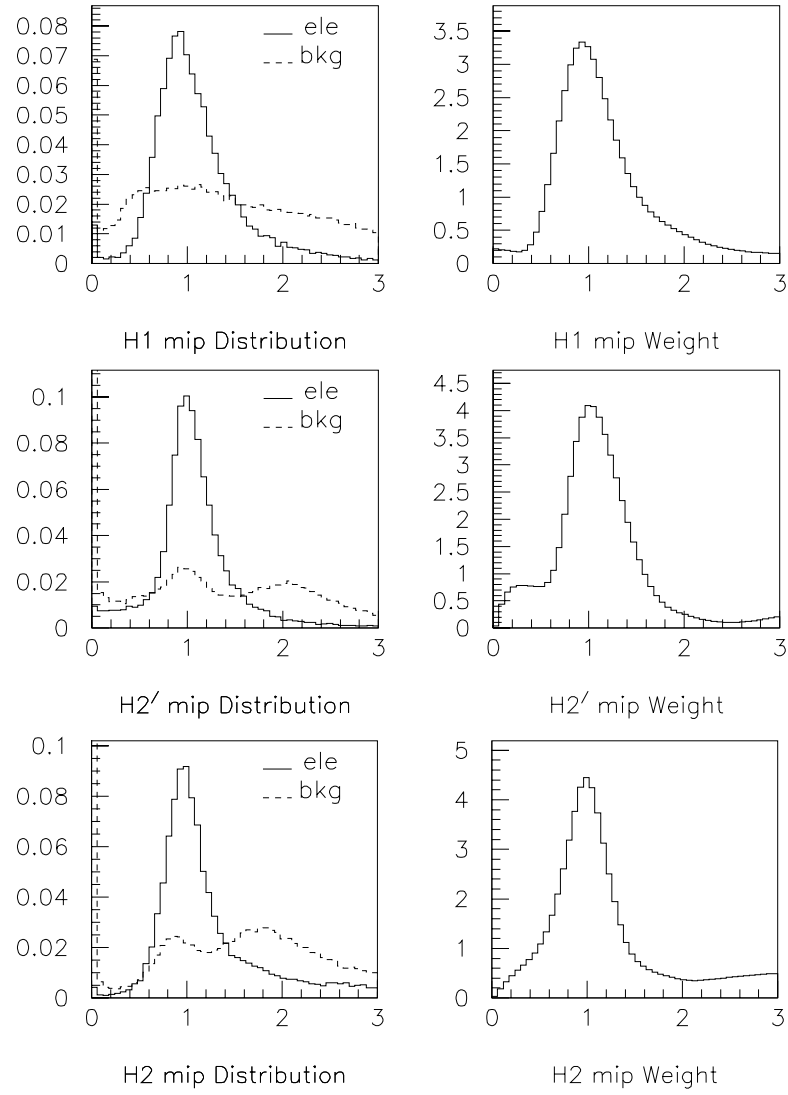 0.08
0.07
0.06
0.05
0.04
0.03
0.02
0.01
0
0 1 2 3
ele
bkg
H1 mip Distribution
3.5
3
2.5
2
1.5
1
0.5
0
0 1 2 3
H1 mip Weight
0.1
0.08
0.06
0.04
0.02
0
0 1 2 3
ele
bkg
H2′ mip Distribution
4.5
4
3.5
3
2.5
2
1.5
1
0.5
0
0 1 2 3
H2′ mip Weight
0.1
0.08
0.06
0.04
0.02
0
0 1 2 3
ele
bkg
H2 mip Distribution
5
4
3
2
1
0
0 1 2 3
H2 mip Weight